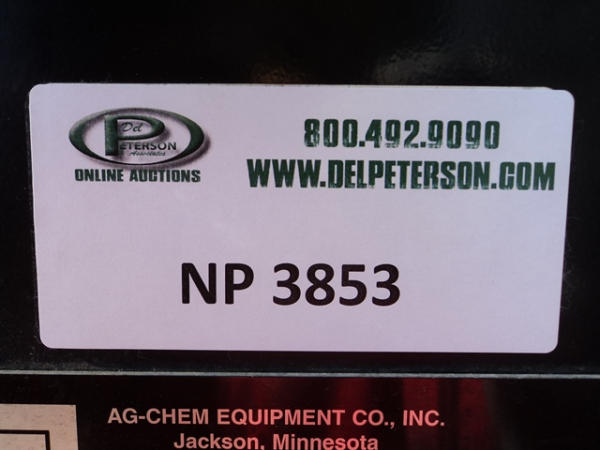 Del
PETERSON
Associates
ONLINE AUCTIONS
800.492.9090
WWW.DELPETERSON.COM
NP 3853
AG-CHEM EQUIPMENT CO., INC.
Jackson, Minnesota